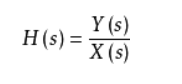 H(s) = Y(s) / X(s)